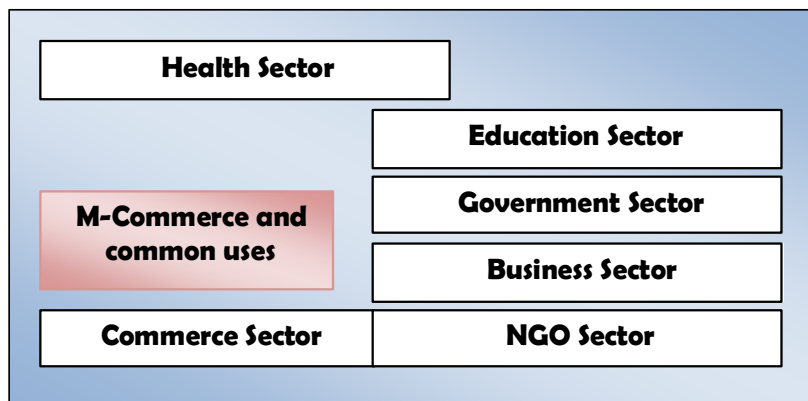 Health Sector
Education Sector
Government Sector
M-Commerce and
common uses
Business Sector
Commerce Sector
NGO Sector